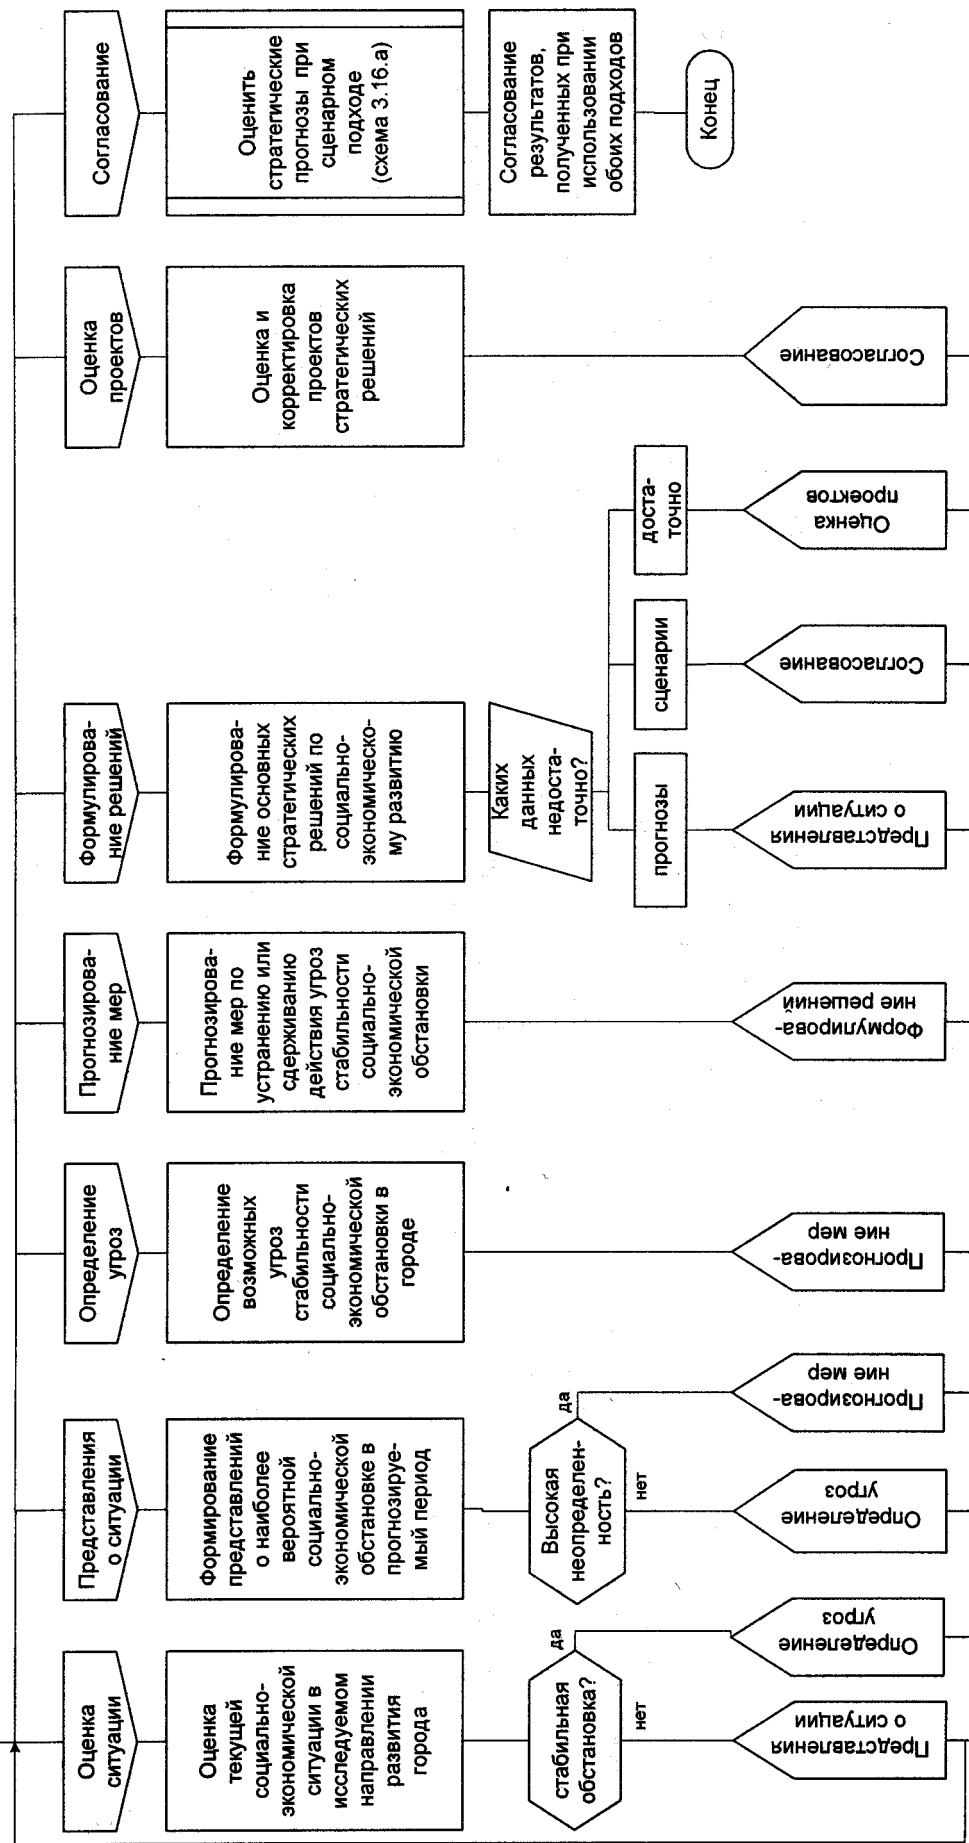 Оценка
ситуации
Оценка
текущей
социально-
экономической
ситуации в
исследуемом
направлении
развития
города
стабильная
обстановка?
да
нет
Представления
о ситуации
Определение
угроз
Представления
о ситуации
Формирование
представлений
о наиболее
вероятной
социально-
экономической
обстановке в
прогнозируе-
мый период
Высокая
неопределен-
ность?
да
нет
Определение
угроз
Прогнозирова-
ние мер
Определение
угроз
Определение
возможных
угроз
стабильности
социально-
экономической
обстановки в
городе
Прогнозирова-
ние мер
Прогнозирова-
ние мер
Прогнозирова-
ние мер по
устранению или
сдерживанию
действия угроз
стабильности
социально-
экономической
обстановки
Формулирова-
ние решений
Формулирова-
ние решений
Формулирова-
ние основных
стратегических
решений по
социально-
экономическо-
му развитию
Каких
данных
недоста-
точно?
прогнозы
сценарии
доста-
точно
Представления
о ситуации
Согласование
Оценка
проектов
Оценка
проектов
Оценка и
корректировка
проектов
стратегических
решений
Согласование
Согласование
Оценить
стратегические
прогнозы при
сценарном
подходе
(схема 3.16.а)
Согласование
результатов,
полученных при
использовании
обоих подходов
Конец